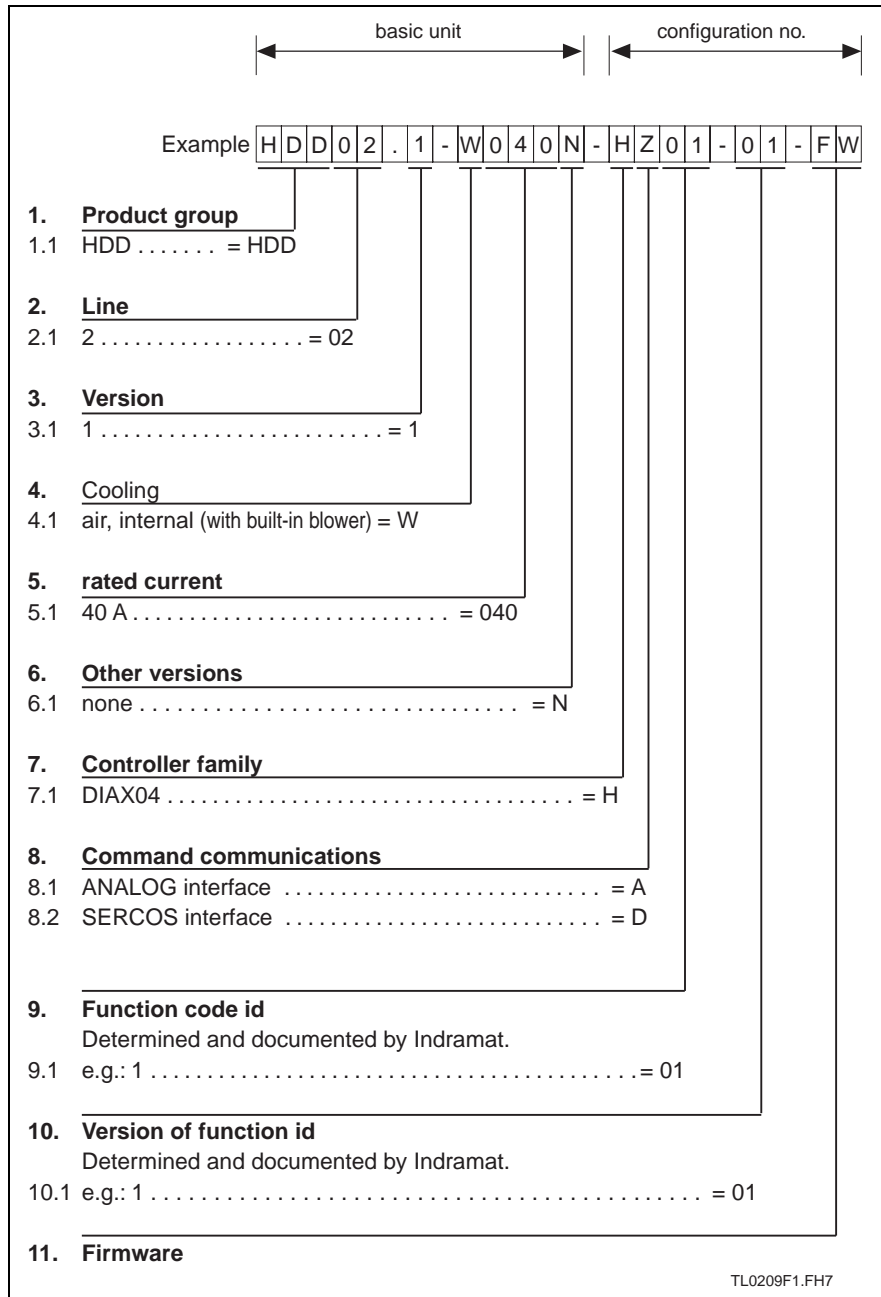 basic unit configuration no.
Example HDD02.1-W040N-HZ01-01-FW
1. Product group
1.1 HDD . . . . . . . = HDD
2. Line
2.1 2 . . . . . . . . . . . . . . . . . . = 02
3. Version
3.1 1 . . . . . . . . . . . . . . . . . . . . . . . . . = 1
4. Cooling
4.1 air, internal (with built-in blower) = W
5. rated current
5.1 40 A . . . . . . . . . . . . . . . . . . . . . . . . . . . . = 040
6. Other versions
6.1 none . . . . . . . . . . . . . . . . . . . . . . . . . . . . . . . = N
7. Controller family
7.1 DIAX04 . . . . . . . . . . . . . . . . . . . . . . . . . . . . . . . . . . . . = H
8. Command communications
8.1 ANALOG interface . . . . . . . . . . . . . . . . . . . . . . . . . . . . = A
8.2 SERCOS interface . . . . . . . . . . . . . . . . . . . . . . . . . . . . = D
9. Function code id
Determined and documented by Indramat.
9.1 e.g.: 1 . . . . . . . . . . . . . . . . . . . . . . . . . . . . . . . . . . . . . . . . . . . = 01
10. Version of function id
Determined and documented by Indramat.
10.1 e.g.: 1 . . . . . . . . . . . . . . . . . . . . . . . . . . . . . . . . . . . . . . . . . . . . . . . . . = 01
11. Firmware
TL0209F1.FH7